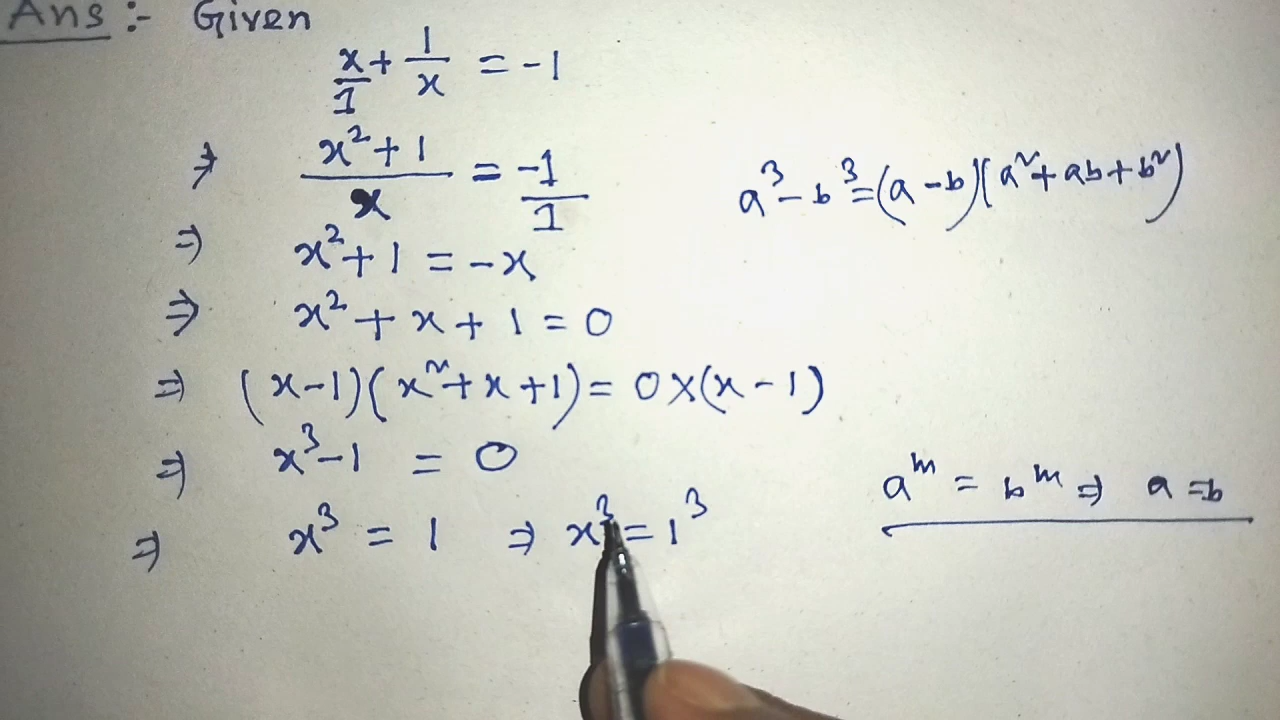 Ans :- Given
x/1 + 1/x = -1
⇒ (x² + 1)/x = -1/1
a³ - b³ = (a - b)(a² + ab + b²)
⇒ x² + 1 = -x
⇒ x² + x + 1 = 0
⇒ (x - 1)(x² + x + 1) = 0 × (x - 1)
⇒ x³ - 1 = 0
aᵐ = bᵐ ⇒ a = b
⇒ x³ = 1 ⇒ x³ = 1³